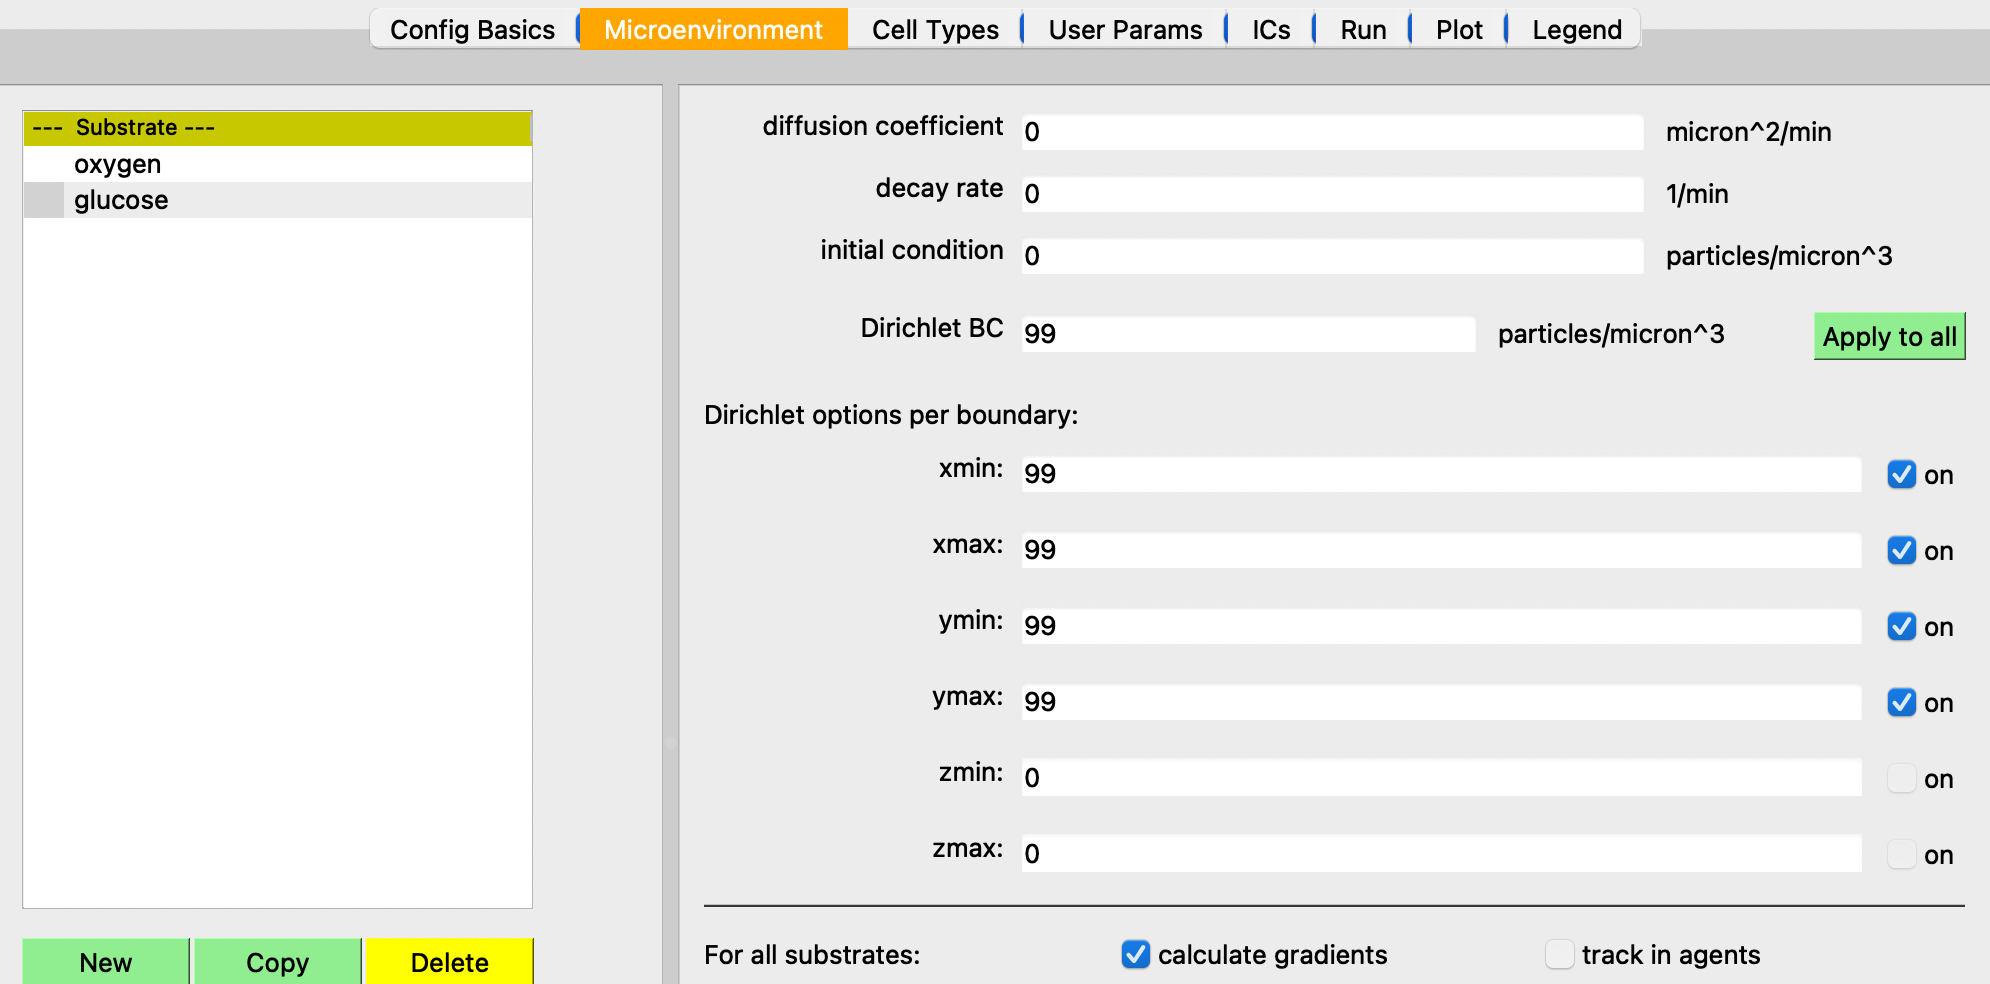 Config Basics Microenvironment Cell Types User Params ICs Run Plot Legend
--- Substrate ---
oxygen
glucose
New Copy Delete
diffusion coefficient 0 micron^2/min
decay rate 0 1/min
initial condition 0 particles/micron^3
Dirichlet BC 99 particles/micron^3 Apply to all
Dirichlet options per boundary:
xmin: 99 on
xmax: 99 on
ymin: 99 on
ymax: 99 on
zmin: 0 on
zmax: 0 on
For all substrates: calculate gradients track in agents